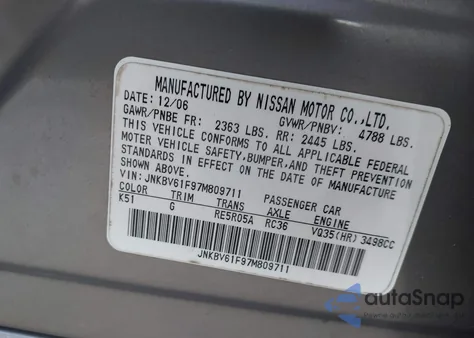 MANUFACTURED BY NISSAN MOTOR CO.,LTD.
DATE: 12/06 GVWR/PNBV: 4788 LBS.
GAWR/PNBE FR: 2363 LBS. RR: 2445 LBS.
THIS VEHICLE CONFORMS TO ALL APPLICABLE FEDERAL
MOTOR VEHICLE SAFETY,BUMPER,AND THEFT PREVENTION
STANDARDS IN EFFECT ON THE DATE OF MANUFACTURE
SHOWN ABOVE.
VIN: JNKBV61F97M809711 PASSENGER CAR
COLOR TRIM TRANS AXLE ENGINE
K51 G RE5R05A RC36 VQ35(HR) 3498CC
JNKBV61F97M809711
autoSnap